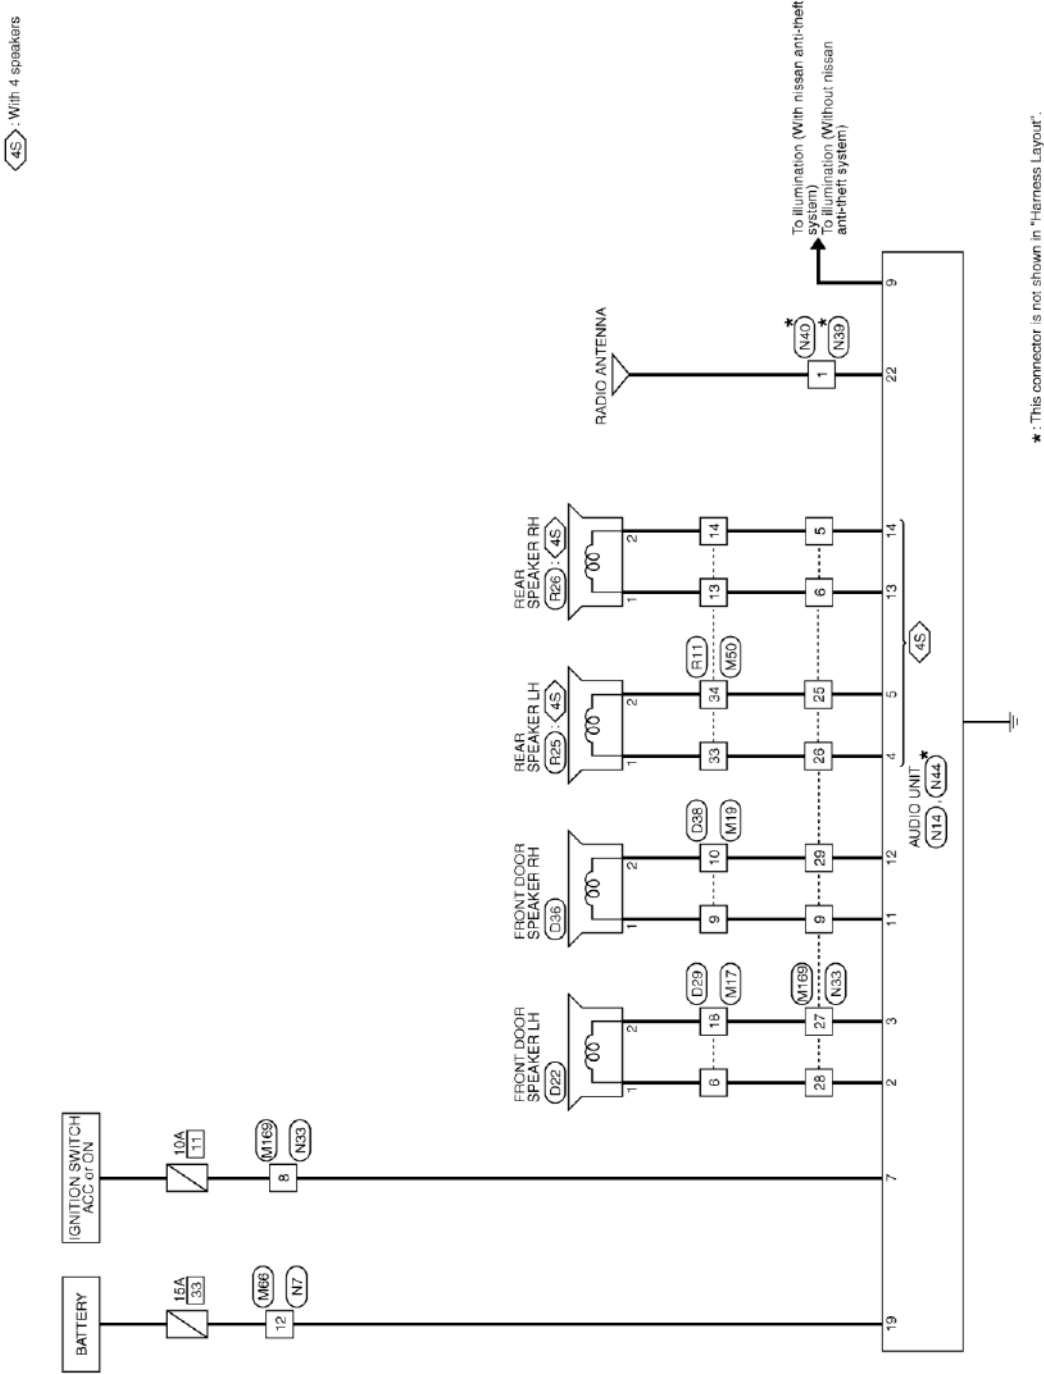 4S : With 4 speakers
BATTERY
15A
33
M66
12
N7
19
IGNITION SWITCH
ACC or ON
10A
11
M169
8
N33
7
FRONT DOOR
SPEAKER LH
D22
1
2
D29
6
18
M17
M169
28
27
N33
2
3
FRONT DOOR
SPEAKER RH
D36
1
2
D38
9
10
M19
9
29
11
12
REAR
SPEAKER LH
R25 : 4S
1
2
R11
33
34
M50
26
25
4
5
REAR
SPEAKER RH
R26 : 4S
1
2
13
14
6
5
13
14
4S
RADIO ANTENNA
N40 *
1
N39 *
22
To illumination (With nissan anti-theft
system)
To illumination (Without nissan
anti-theft system)
9
AUDIO UNIT
N14 , N44 *
* : This connector is not shown in "Harness Layout".